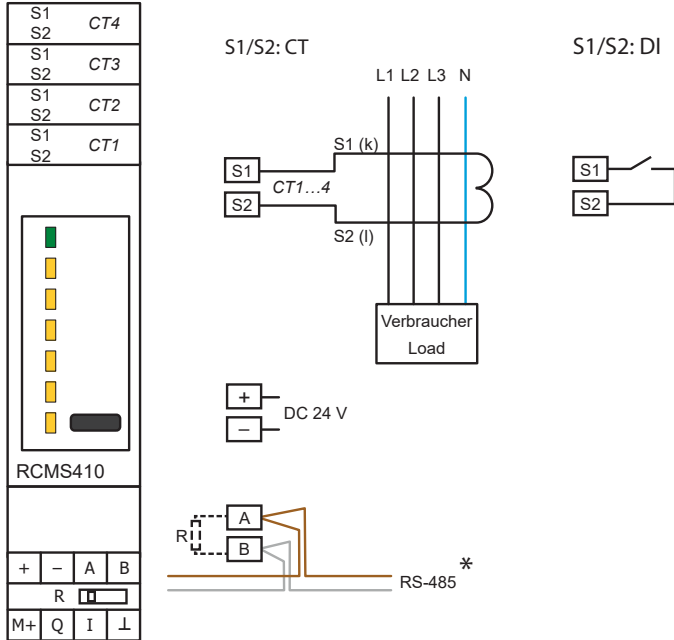 S1
S2
CT4
S1
S2
CT3
S1
S2
CT2
S1
S2
CT1
RCMS410
+ − A B
R
M+ Q I ⊥
S1/S2: CT
L1 L2 L3 N
S1 (k)
S1
CT1...4
S2
S2 (l)
Verbraucher
Load
+
−
DC 24 V
A
R
B
RS-485*
S1/S2: DI
S1
S2